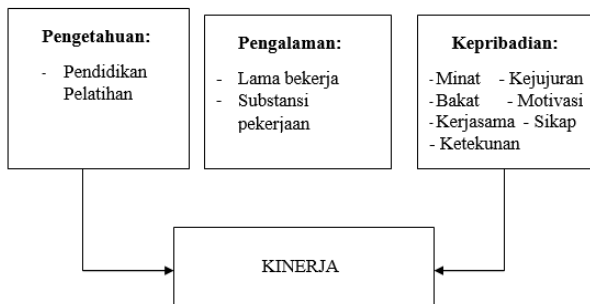 Pengetahuan:
- Pendidikan
Pelatihan
Pengalaman:
- Lama bekerja
- Substansi
pekerjaan
Kepribadian:
-Minat - Kejujuran
-Bakat - Motivasi
-Kerjasama - Sikap
- Ketekunan
KINERJA